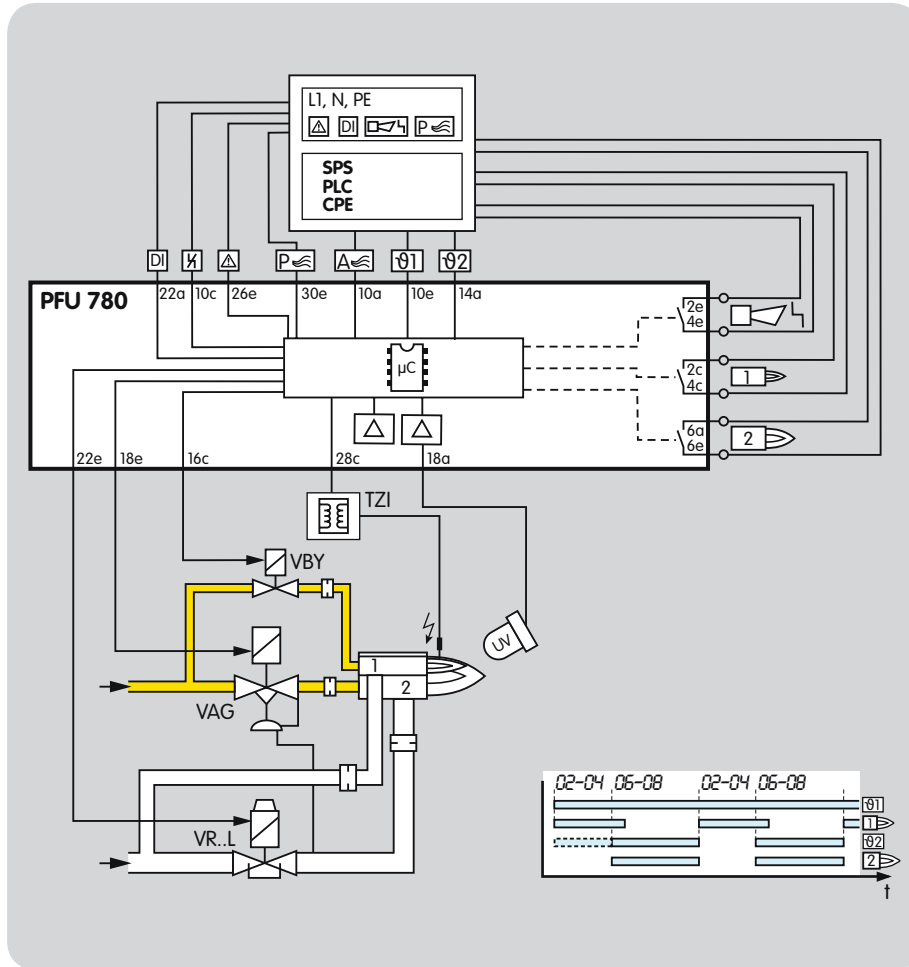 L1, N, PE
DI P
SPS
PLC
CPE
DI P A ϑ1 ϑ2
PFU 780
22a 10c 26e 30e 10a 10e 14a
2e
4e
µC
2c
4c
1
6a
6e
2
22e 18e 16c 28c 18a
TZI
VBY
UV
1
2
VAG
02-04 06-08 02-04 06-08
ϑ1
1
VR..L
ϑ2
2
t